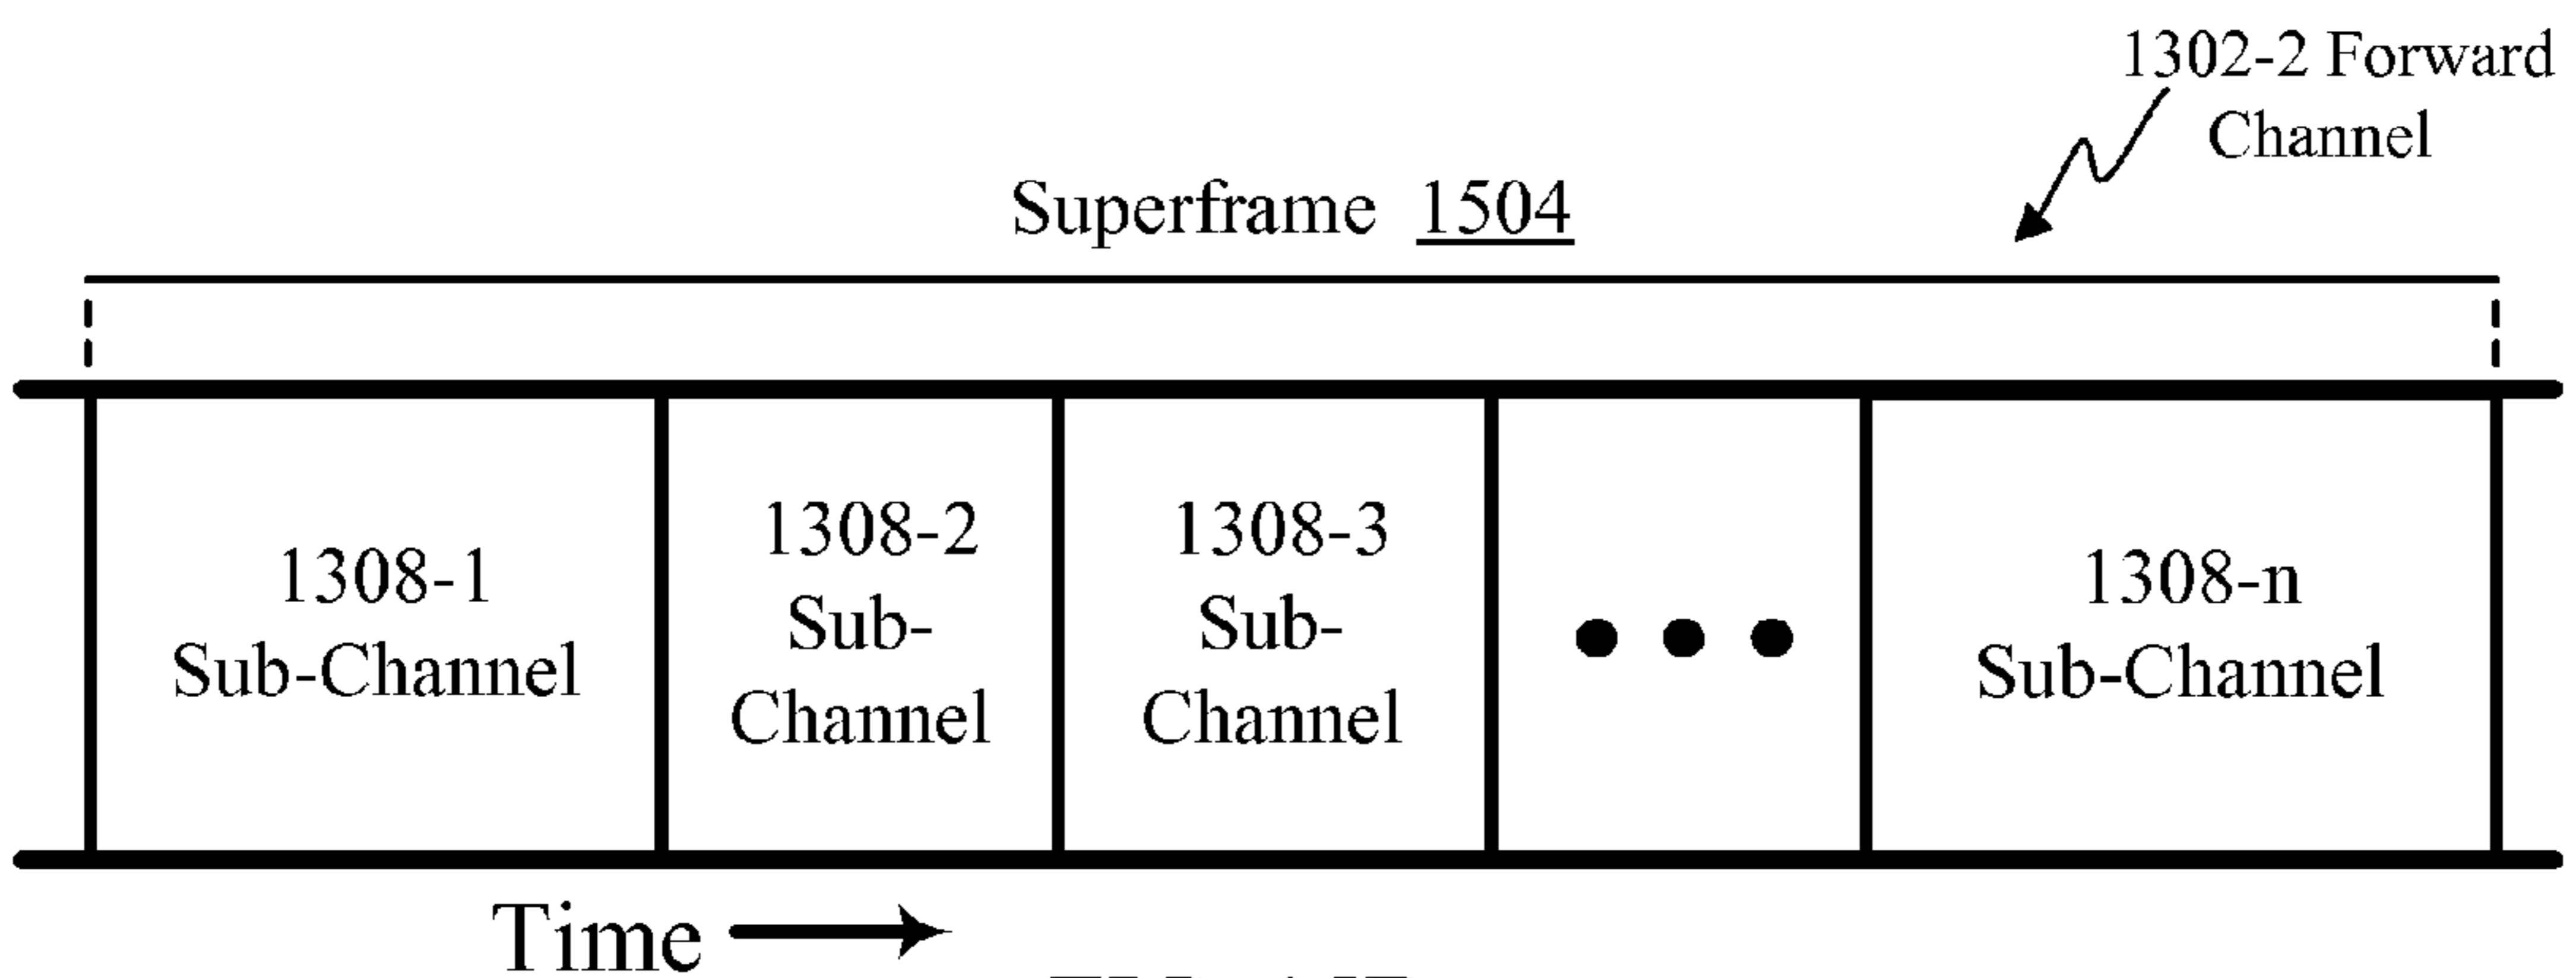 1302-2 Forward
Channel
Superframe 1504
1308-1
Sub-Channel
1308-2
Sub-
Channel
1308-3
Sub-
Channel
1308-n
Sub-Channel
Time